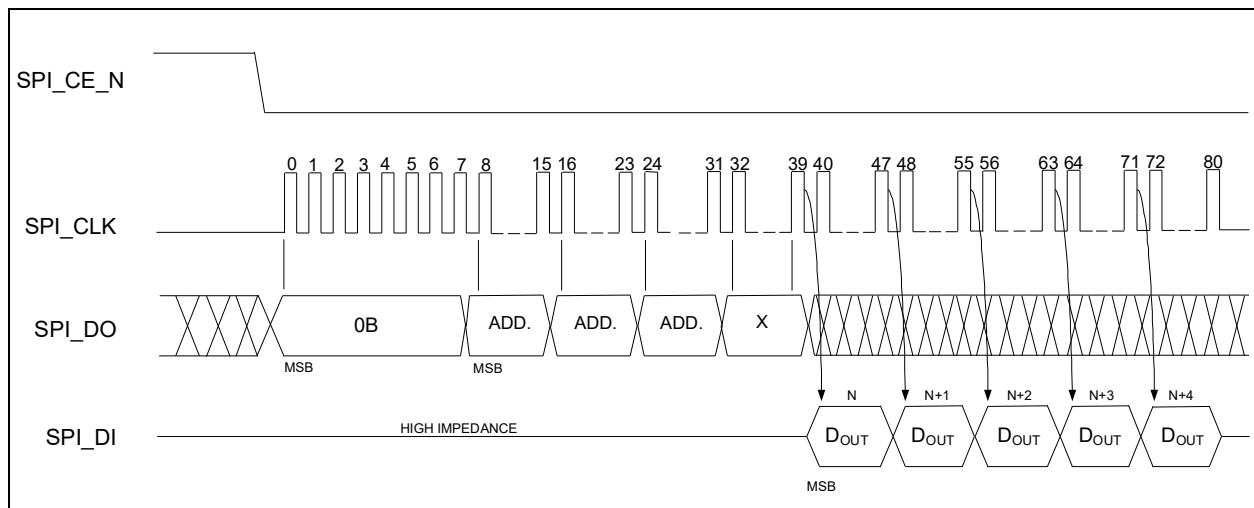 SPI_CE_N
0 1 2 3 4 5 6 7 8 15 16 23 24 31 32 39 40 47 48 55 56 63 64 71 72 80
SPI_CLK
SPI_DO
0B ADD. ADD. ADD. X
MSB MSB
N N+1 N+2 N+3 N+4
SPI_DI
HIGH IMPEDANCE
DOUT DOUT DOUT DOUT DOUT
MSB